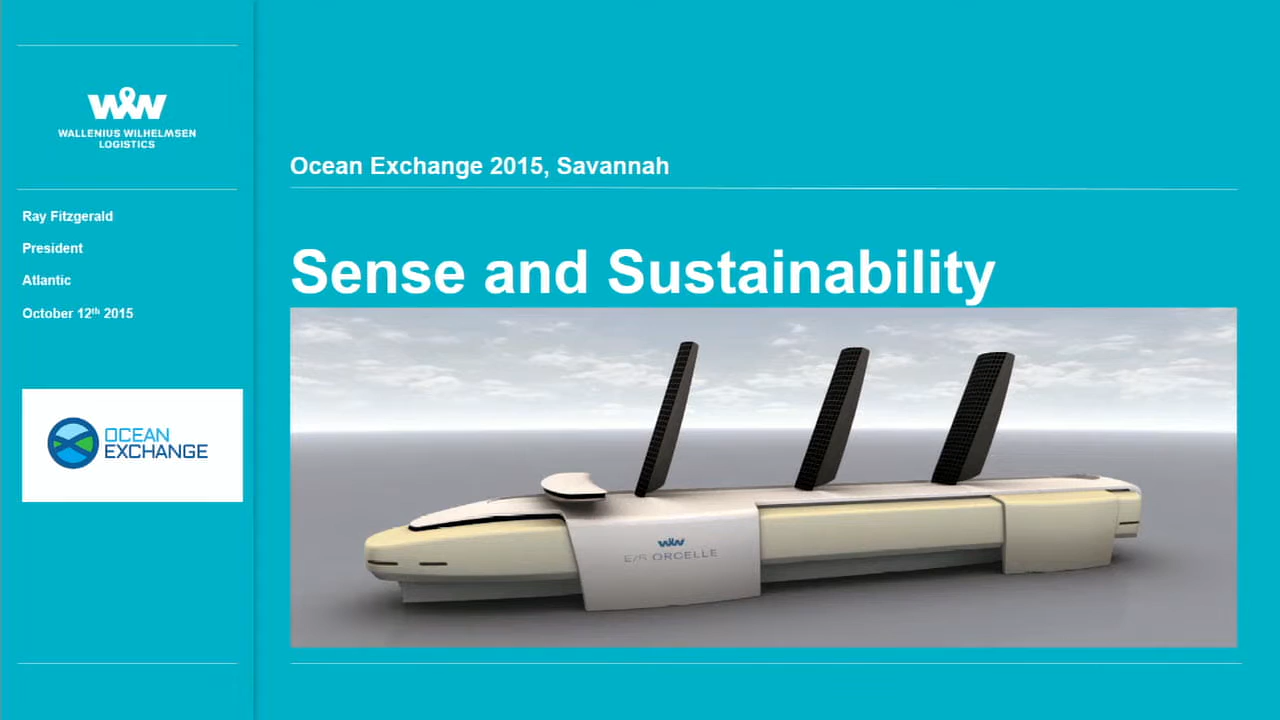 WALLENIUS WILHELMSEN
LOGISTICS
Ray Fitzgerald
President
Atlantic
October 12th 2015
OCEAN
EXCHANGE
Ocean Exchange 2015, Savannah
Sense and Sustainability
E/S ORCELLE